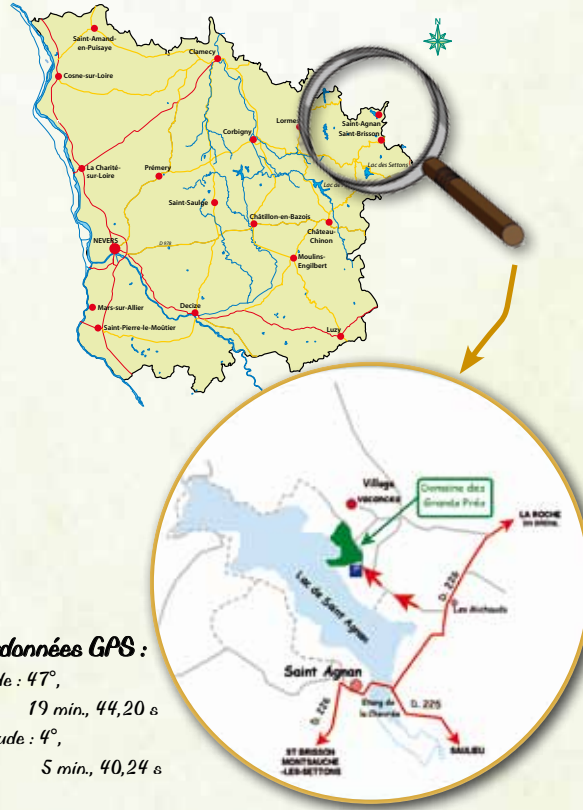 N
Saint-Amand-
en-Puisaye
Clamecy
Cosne-sur-Loire
Lormes
Saint-Agnan
Saint-Brisson
Corbigny
Lac des Settons
La Charité-
sur-Loire
Prémery
Lac de
Saint-Saulge
Châtillon-en-Bazois
Château-
Chinon
NEVERS
D 978
Moulins-
Engilbert
Mars-sur-Allier
Decize
Saint-Pierre-le-Moûtier
Luzy
Village
vacances
Domaine des
Grands Prés
LA ROCHE
EN BRENIL
D. 226
Lac de Saint Agnan
Les Michauds
données GPS :
de : 47°,
19 min., 44,20 s
ude : 4°,
5 min., 40,24 s
Saint Agnan
Etang de
la Chevrée
D. 226
D. 225
ST BRISSON
MONTSAUCHE
-LES-SETTONS
SAULIEU